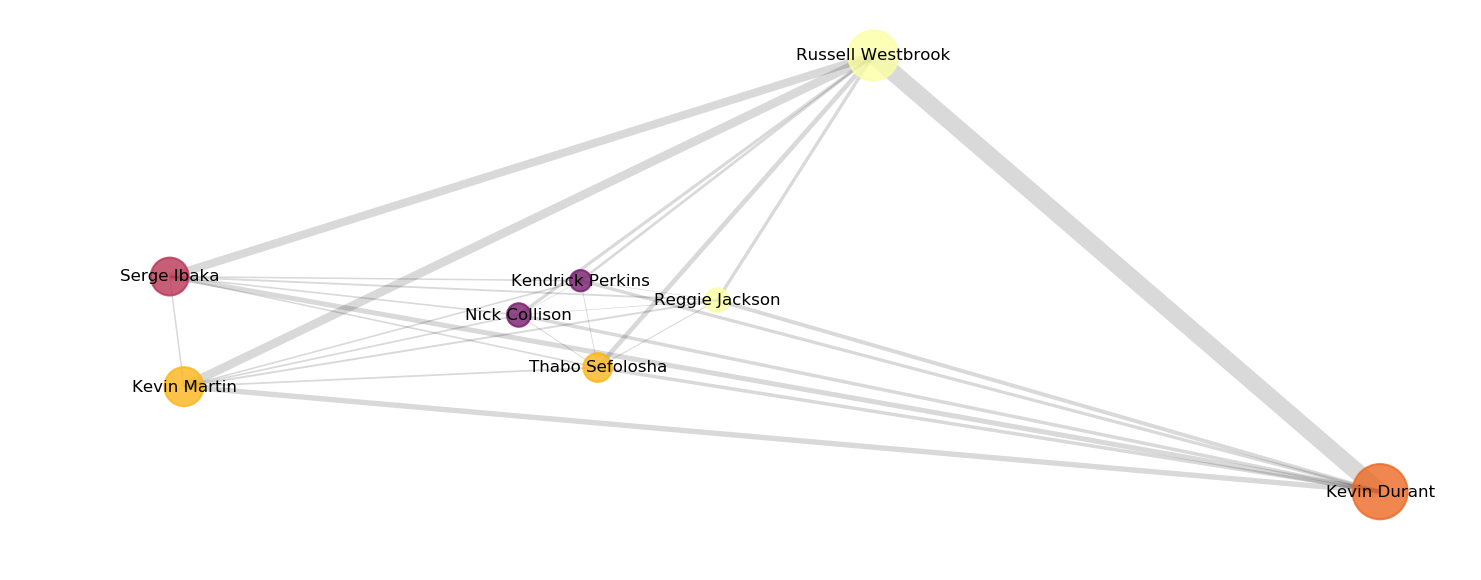 Russell Westbrook
Serge Ibaka
Kendrick Perkins
Reggie Jackson
Nick Collison
Thabo Sefolosha
Kevin Martin
Kevin Durant